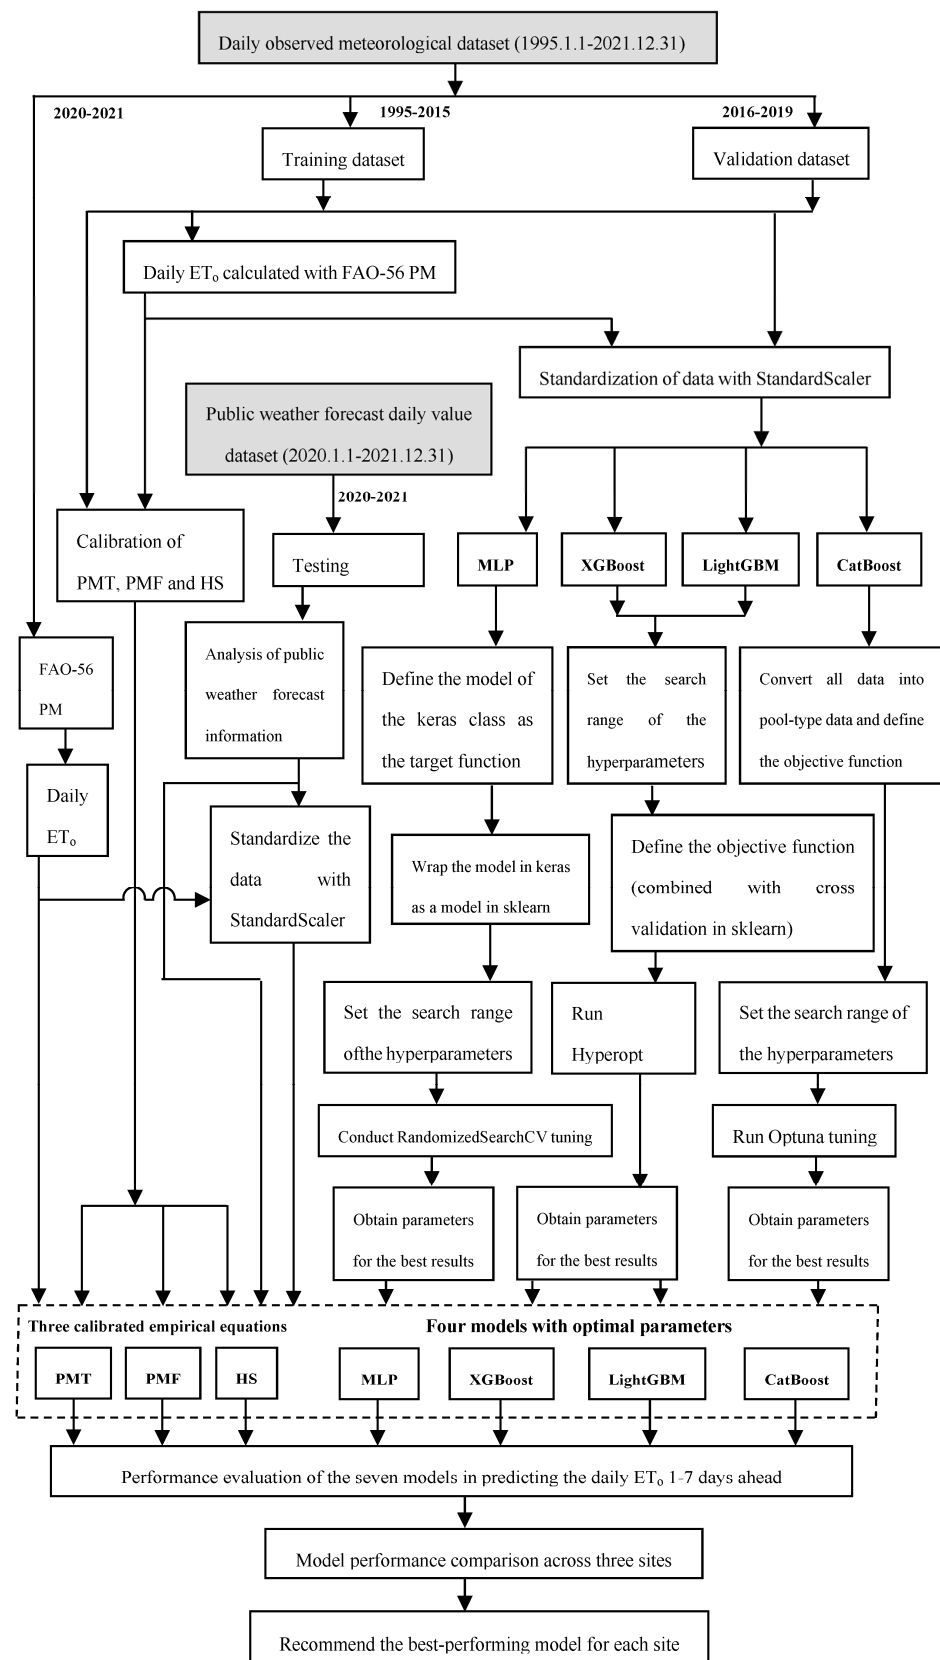 Daily observed meteorological dataset (1995.1.1-2021.12.31)
2020-2021
1995-2015
2016-2019
Training dataset
Validation dataset
Daily ETₒ calculated with FAO-56 PM
Standardization of data with StandardScaler
Public weather forecast daily value
dataset (2020.1.1-2021.12.31)
2020-2021
Calibration of
PMT, PMF and HS
Testing
MLP
XGBoost
LightGBM
CatBoost
FAO-56
PM
Analysis of public
weather forecast
information
Define the model of
the keras class as
the target function
Set the search
range of the
hyperparameters
Convert all data into
pool-type data and define
the objective function
Daily
ETₒ
Standardize the
data with
StandardScaler
Wrap the model in keras
as a model in sklearn
Define the objective function
(combined with cross
validation in sklearn)
Set the search range
ofthe hyperparameters
Run
Hyperopt
Set the search range of
the hyperparameters
Conduct RandomizedSearchCV tuning
Run Optuna tuning
Obtain parameters
for the best results
Obtain parameters
for the best results
Obtain parameters
for the best results
Three calibrated empirical equations
Four models with optimal parameters
PMT
PMF
HS
MLP
XGBoost
LightGBM
CatBoost
Performance evaluation of the seven models in predicting the daily ETₒ 1-7 days ahead
Model performance comparison across three sites
Recommend the best-performing model for each site